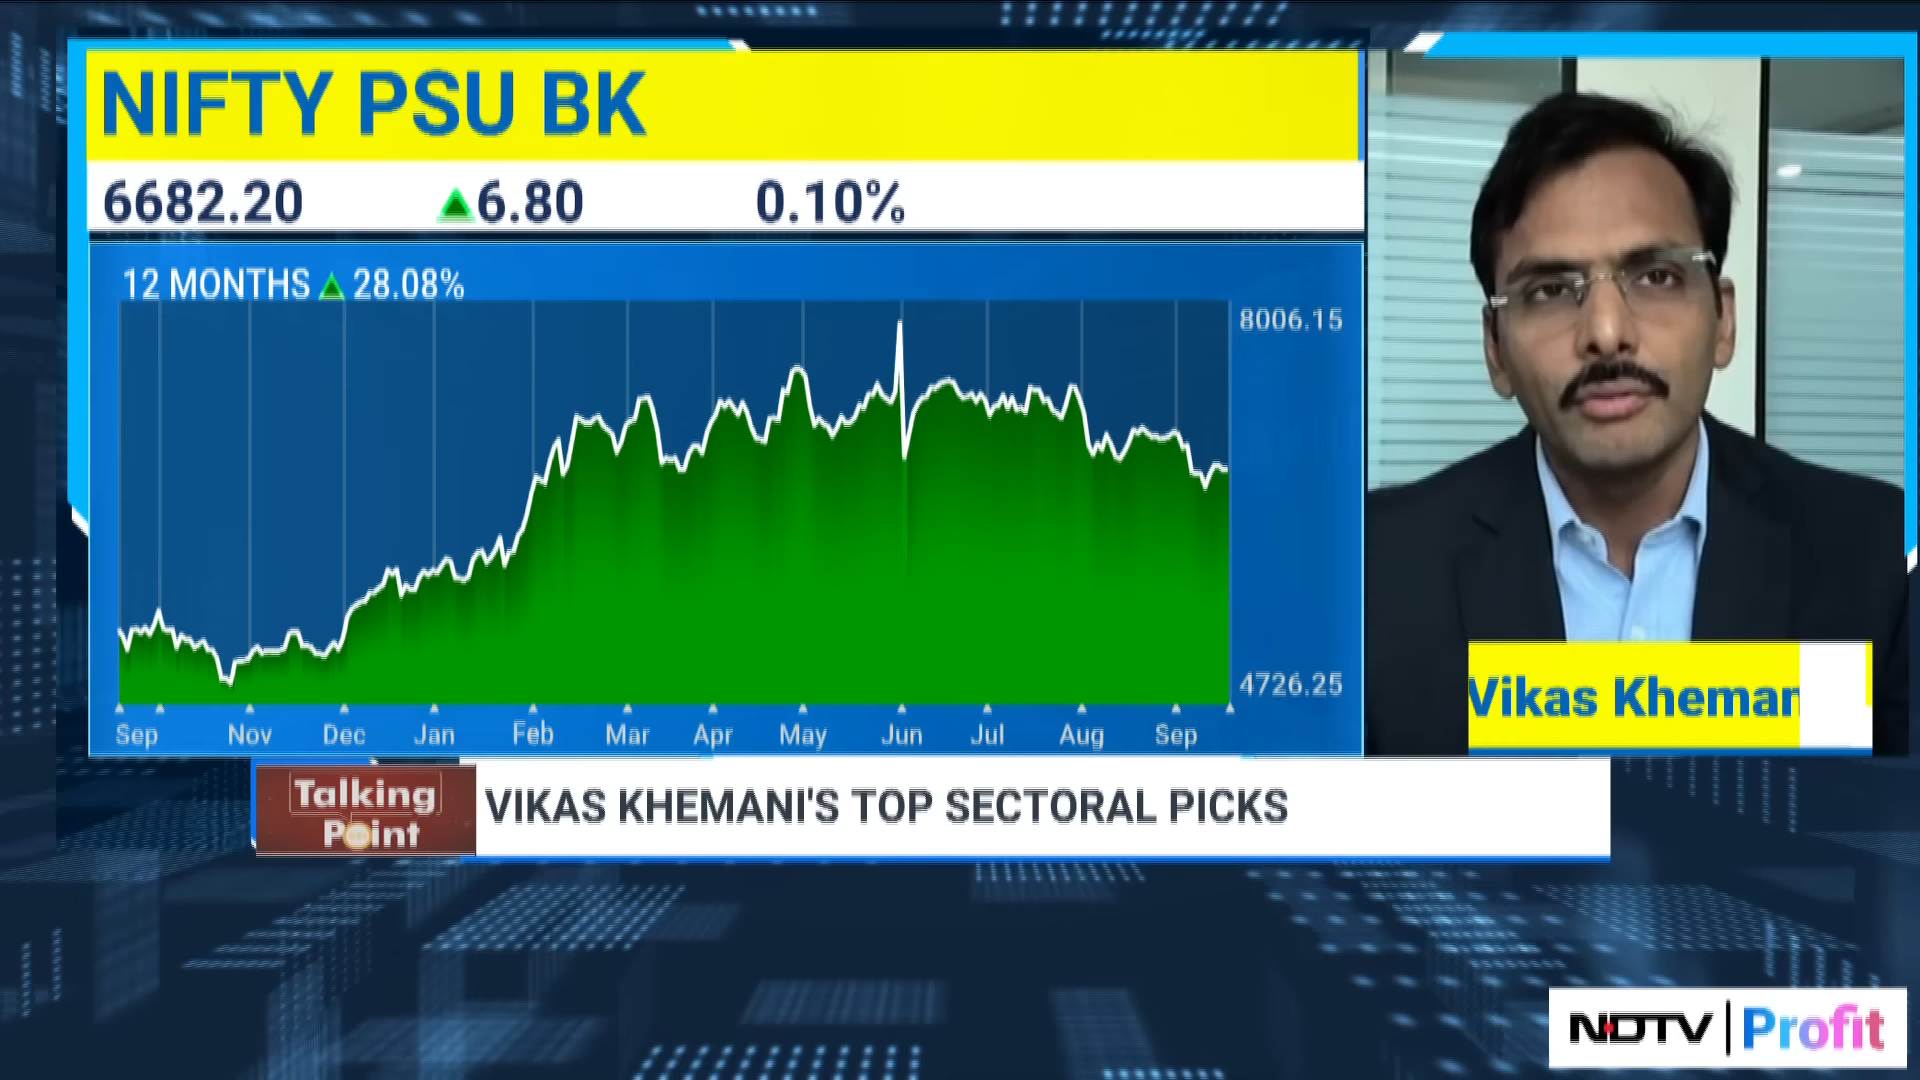 NIFTY PSU BK
6682.20 ▲6.80 0.10%
12 MONTHS ▲ 28.08%
8006.15
4726.25
Sep Nov Dec Jan Feb Mar Apr May Jun Jul Aug Sep
Vikas Kheman
Talking
Point
VIKAS KHEMANI'S TOP SECTORAL PICKS
NDTV | Profit